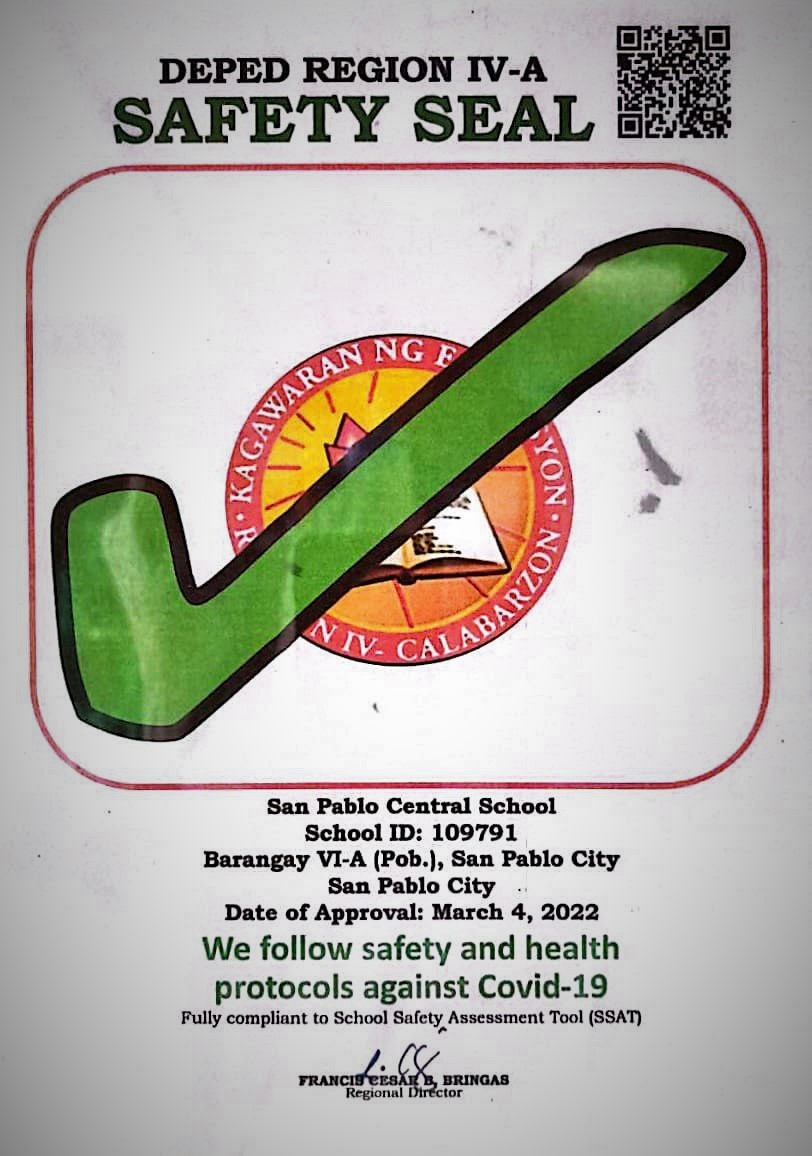 DEPED REGION IV-A
SAFETY SEAL
KAGAWARAN NG E
SYON
N IV- CALABARZON
San Pablo Central School
School ID: 109791
Barangay VI-A (Pob.), San Pablo City
San Pablo City
Date of Approval: March 4, 2022
We follow safety and health
protocols against Covid-19
Fully compliant to School Safety Assessment Tool (SSAT)
FRANCIS CESAR B. BRINGAS
Regional Director